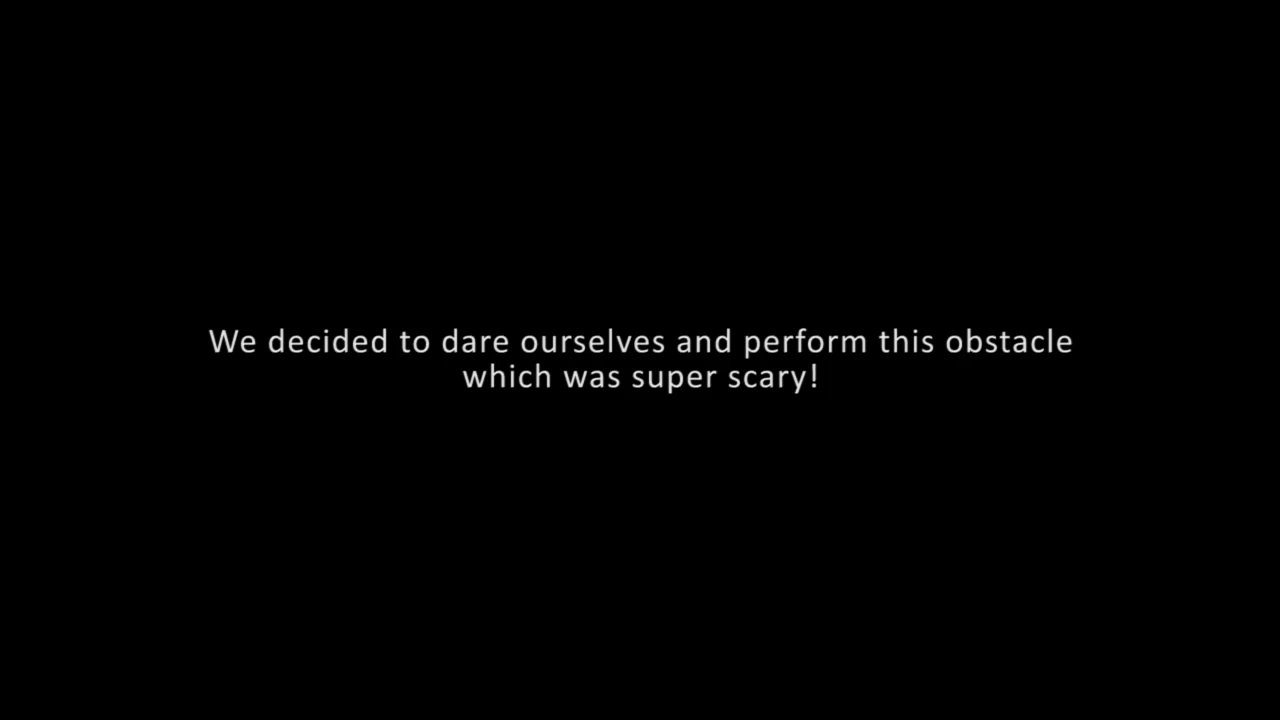 We decided to dare ourselves and perform this obstacle
which was super scary!